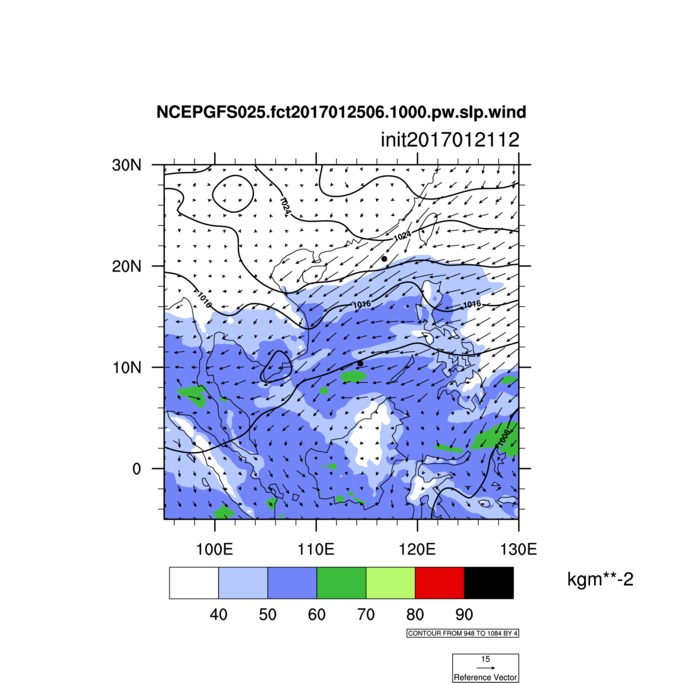 NCEPGFS025.fct2017012506.1000.pw.slp.wind
init2017012112
30N
1024
1024
20N
1016
1016
1016
10N
1008
0
100E 110E 120E 130E
kgm**-2
40 50 60 70 80 90
CONTOUR FROM 948 TO 1084 BY 4
15
Reference Vector